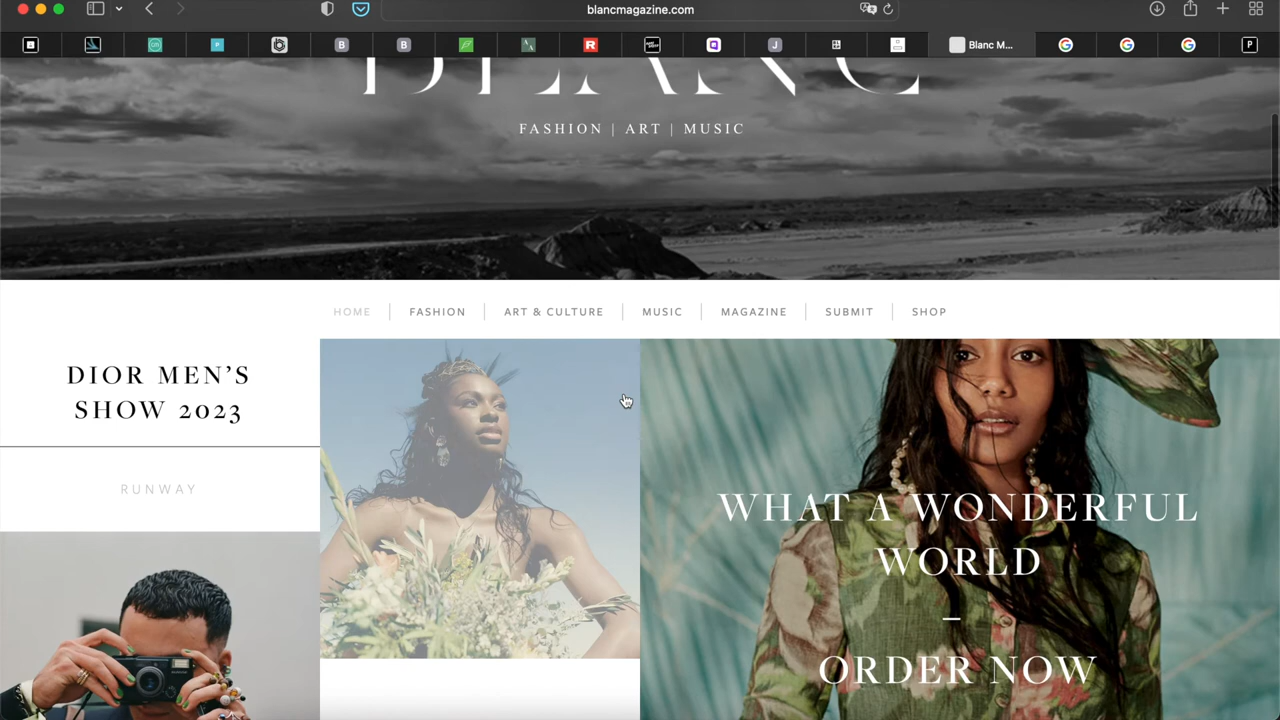 blancmagazine.com
Blanc M...
BLANC
FASHION | ART | MUSIC
HOME
FASHION
ART & CULTURE
MUSIC
MAGAZINE
SUBMIT
SHOP
DIOR MEN'S
SHOW 2023
RUNWAY
WHAT A WONDERFUL
WORLD
–
ORDER NOW